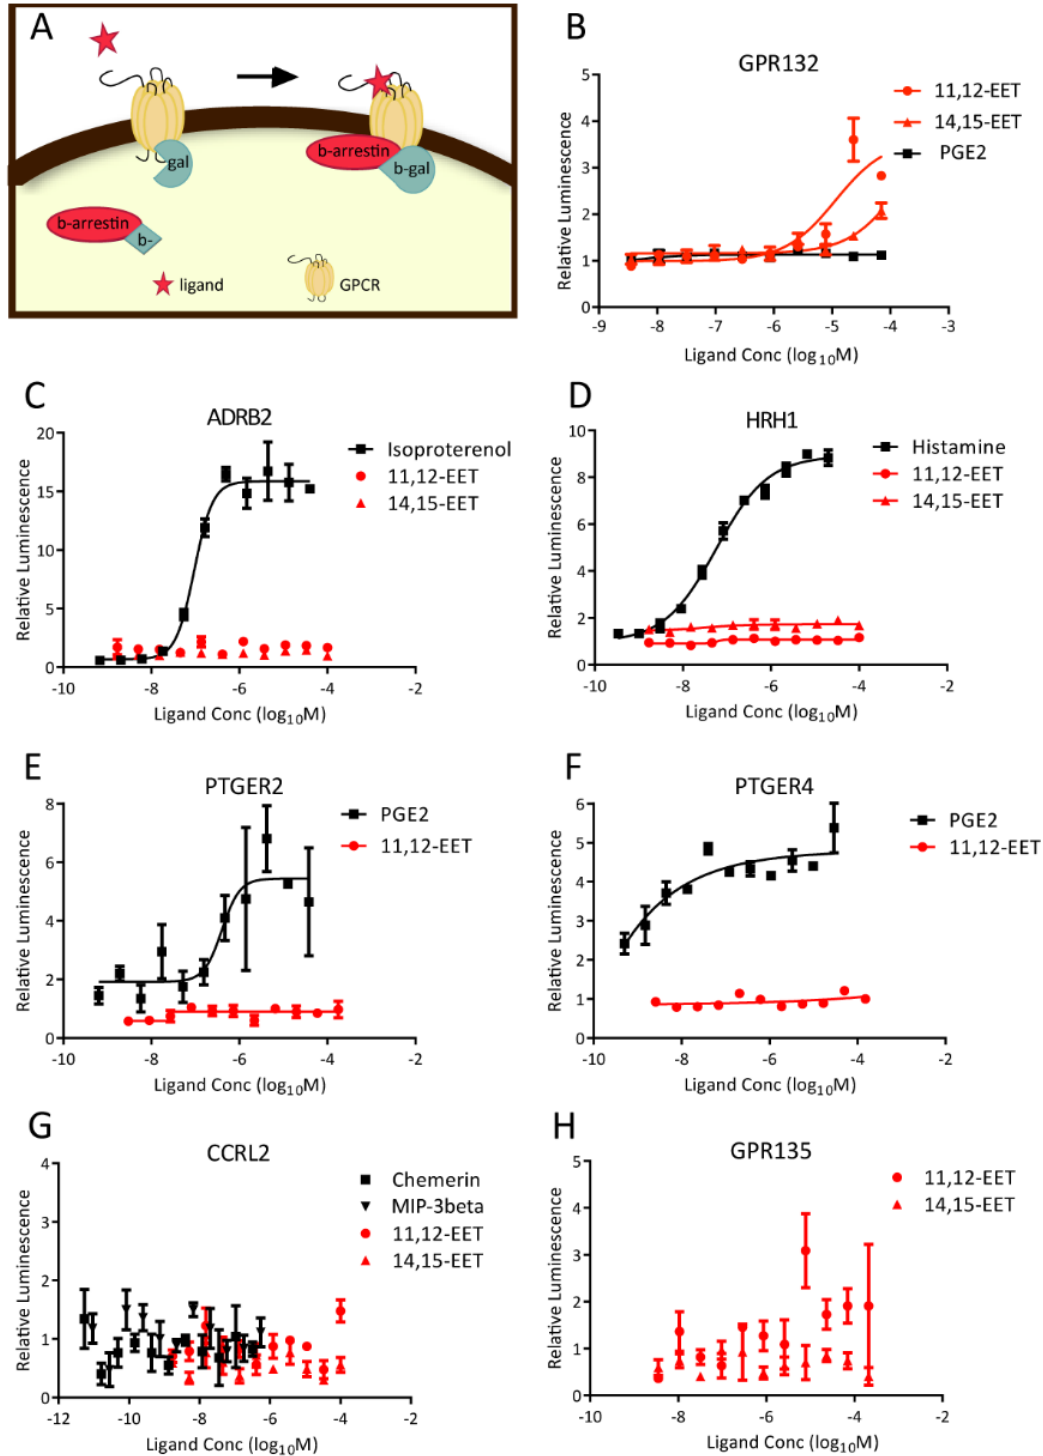 A
gal
b-arrestin
b-gal
b-arrestin
b-
ligand
GPCR
B
GPR132
11,12-EET
14,15-EET
PGE2
Relative Luminescence
5
4
3
2
1
0
-9 -8 -7 -6 -5 -4 -3
Ligand Conc (log10M)
C
ADRB2
Isoproterenol
11,12-EET
14,15-EET
Relative Luminescence
20
15
10
5
0
-10 -8 -6 -4 -2
Ligand Conc (log10M)
D
HRH1
Histamine
11,12-EET
14,15-EET
Relative Luminescence
10
8
6
4
2
0
-10 -8 -6 -4 -2
Ligand Conc (log10M)
E
PTGER2
PGE2
11,12-EET
Relative Luminescence
8
6
4
2
0
-10 -8 -6 -4 -2
Ligand Conc (log10M)
F
PTGER4
PGE2
11,12-EET
Relative Luminescence
6
5
4
3
2
1
0
-10 -8 -6 -4 -2
Ligand Conc (log10M)
G
CCRL2
Chemerin
MIP-3beta
11,12-EET
14,15-EET
Relative Luminescence
4
3
2
1
0
-12 -10 -8 -6 -4 -2
Ligand Conc (log10M)
H
GPR135
11,12-EET
14,15-EET
Relative Luminescence
5
4
3
2
1
0
-10 -8 -6 -4 -2
Ligand Conc (log10M)